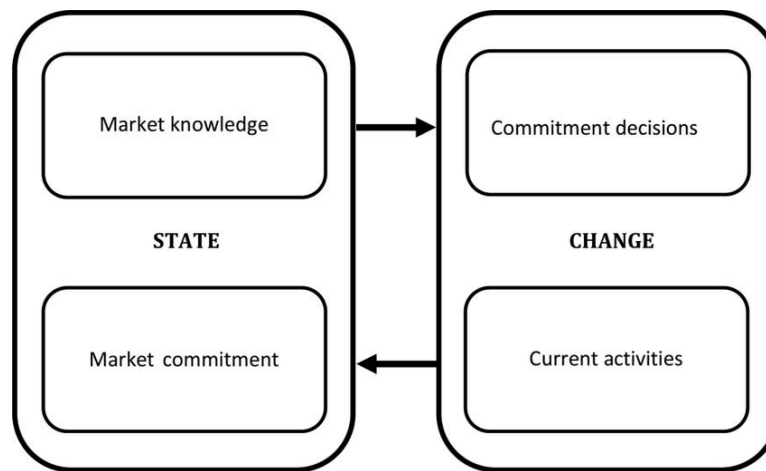 Market knowledge
STATE
Market commitment
Commitment decisions
CHANGE
Current activities